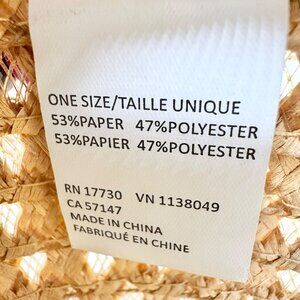 ONE SIZE/TAILLE UNIQUE
53%PAPER 47%POLYESTER
53%PAPIER 47%POLYESTER
RN 17730 VN 1138049
CA 57147
MADE IN CHINA
FABRIQUÉ EN CHINE